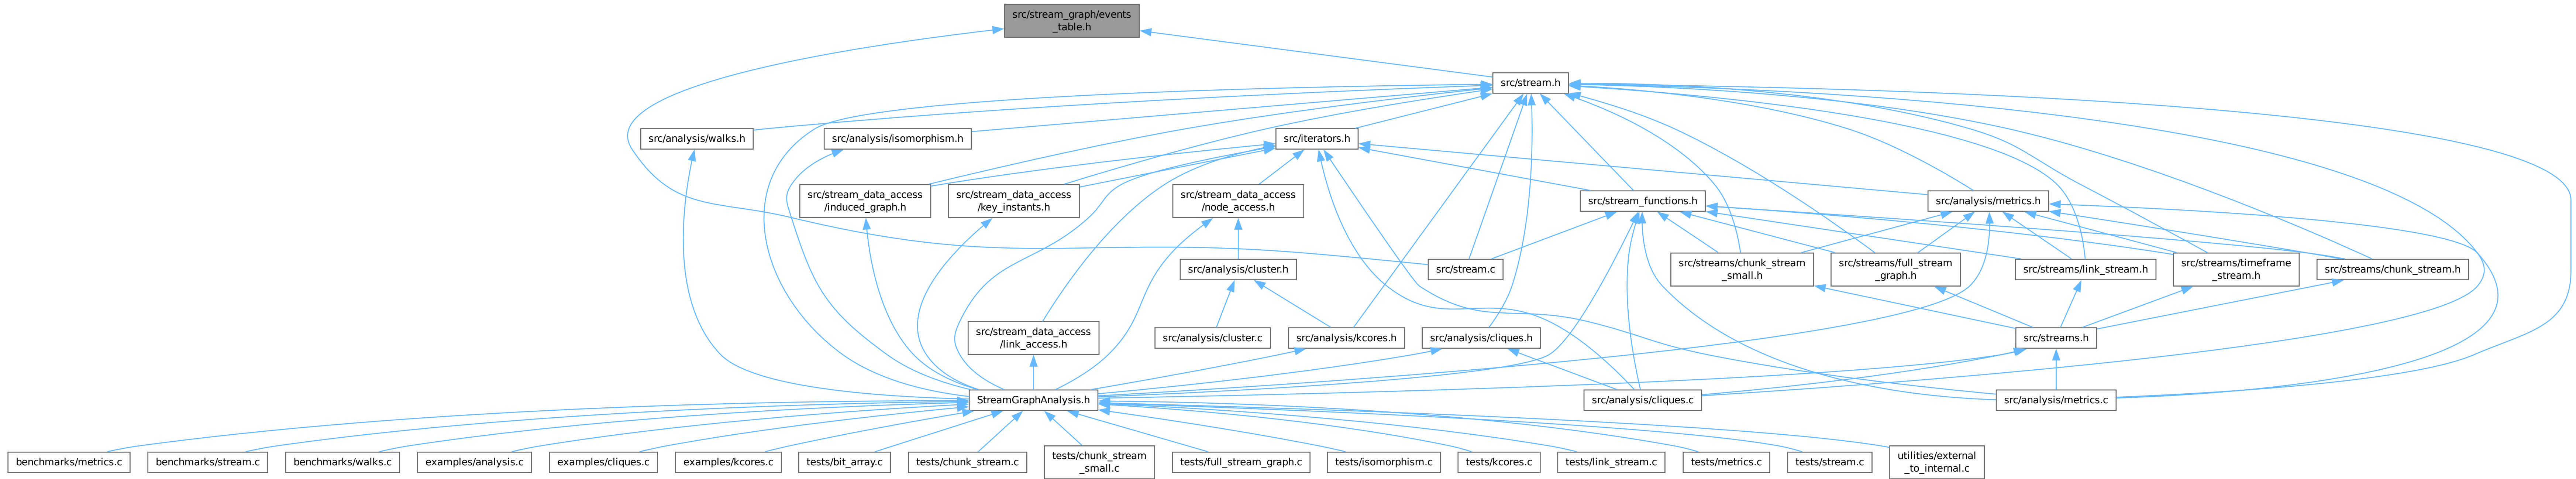 src/stream_graph/events
_table.h
src/stream.h
src/analysis/walks.h
src/analysis/isomorphism.h
src/iterators.h
src/stream_data_access
/induced_graph.h
src/stream_data_access
/key_instants.h
src/stream_data_access
/node_access.h
src/stream_functions.h
src/analysis/metrics.h
src/analysis/cluster.h
src/stream.c
src/streams/chunk_stream
_small.h
src/streams/full_stream
_graph.h
src/streams/link_stream.h
src/streams/timeframe
_stream.h
src/streams/chunk_stream.h
src/stream_data_access
/link_access.h
src/analysis/cluster.c
src/analysis/kcores.h
src/analysis/cliques.h
src/streams.h
StreamGraphAnalysis.h
src/analysis/cliques.c
src/analysis/metrics.c
benchmarks/metrics.c
benchmarks/stream.c
benchmarks/walks.c
examples/analysis.c
examples/cliques.c
examples/kcores.c
tests/bit_array.c
tests/chunk_stream.c
tests/chunk_stream
_small.c
tests/full_stream_graph.c
tests/isomorphism.c
tests/kcores.c
tests/link_stream.c
tests/metrics.c
tests/stream.c
utilities/external
_to_internal.c